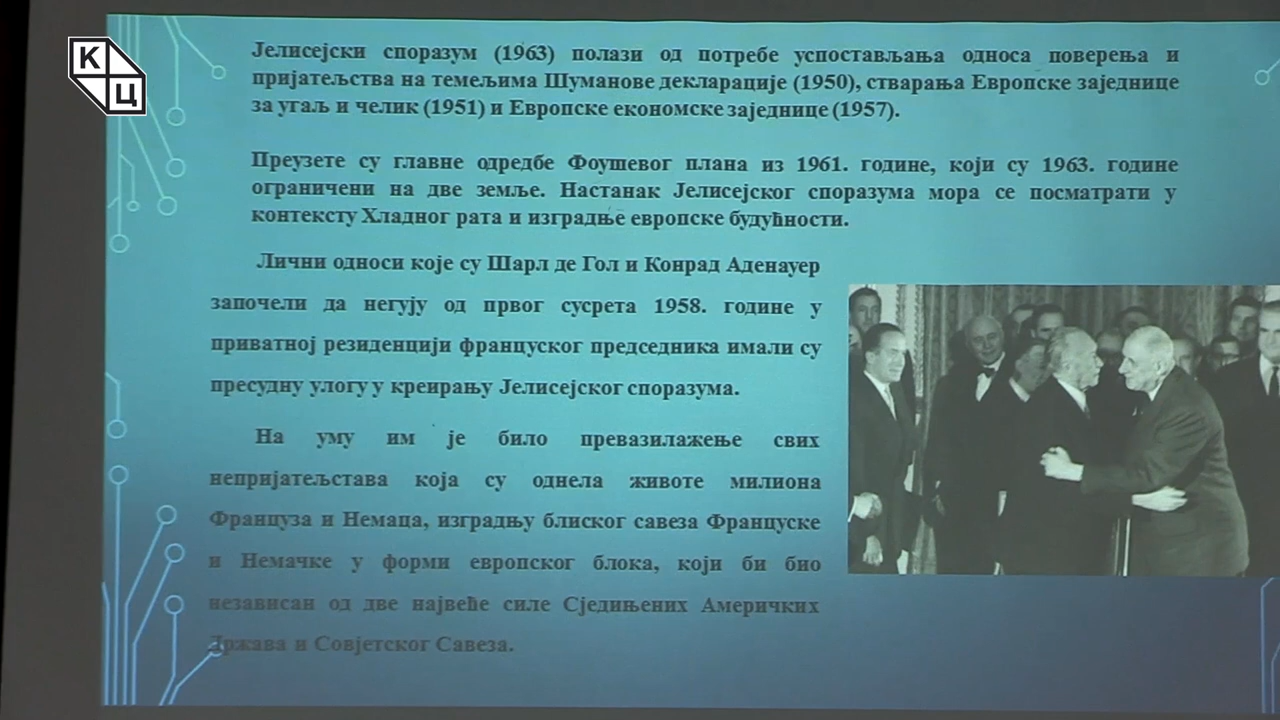 К
Ц
Јелисејски споразум (1963) полази од потребе успостављања односа поверења и
пријатељства на темељима Шуманове декларације (1950), стварања Европске заједнице
за угаљ и челик (1951) и Европске економске заједнице (1957).
Преузете су главне одредбе Фоушевог плана из 1961. године, који су 1963. године
ограничени на две земље. Настанак Јелисејског споразума мора се посматрати у
контексту Хладног рата и изградње европске будућности.
Лични односи које су Шарл де Гол и Конрад Аденауер
започели да негују од првог сусрета 1958. године у
приватној резиденцији француског председника имали су
пресудну улогу у креирању Јелисејског споразума.
На уму им је било превазилажење свих
непријатељстава која су однела животе милиона
Француза и Немаца, изградњу блиског савеза Француске
и Немачке у форми европског блока, који би био
независан од две највеће силе Сједињених Америчких
Држава и Совјетског Савеза.